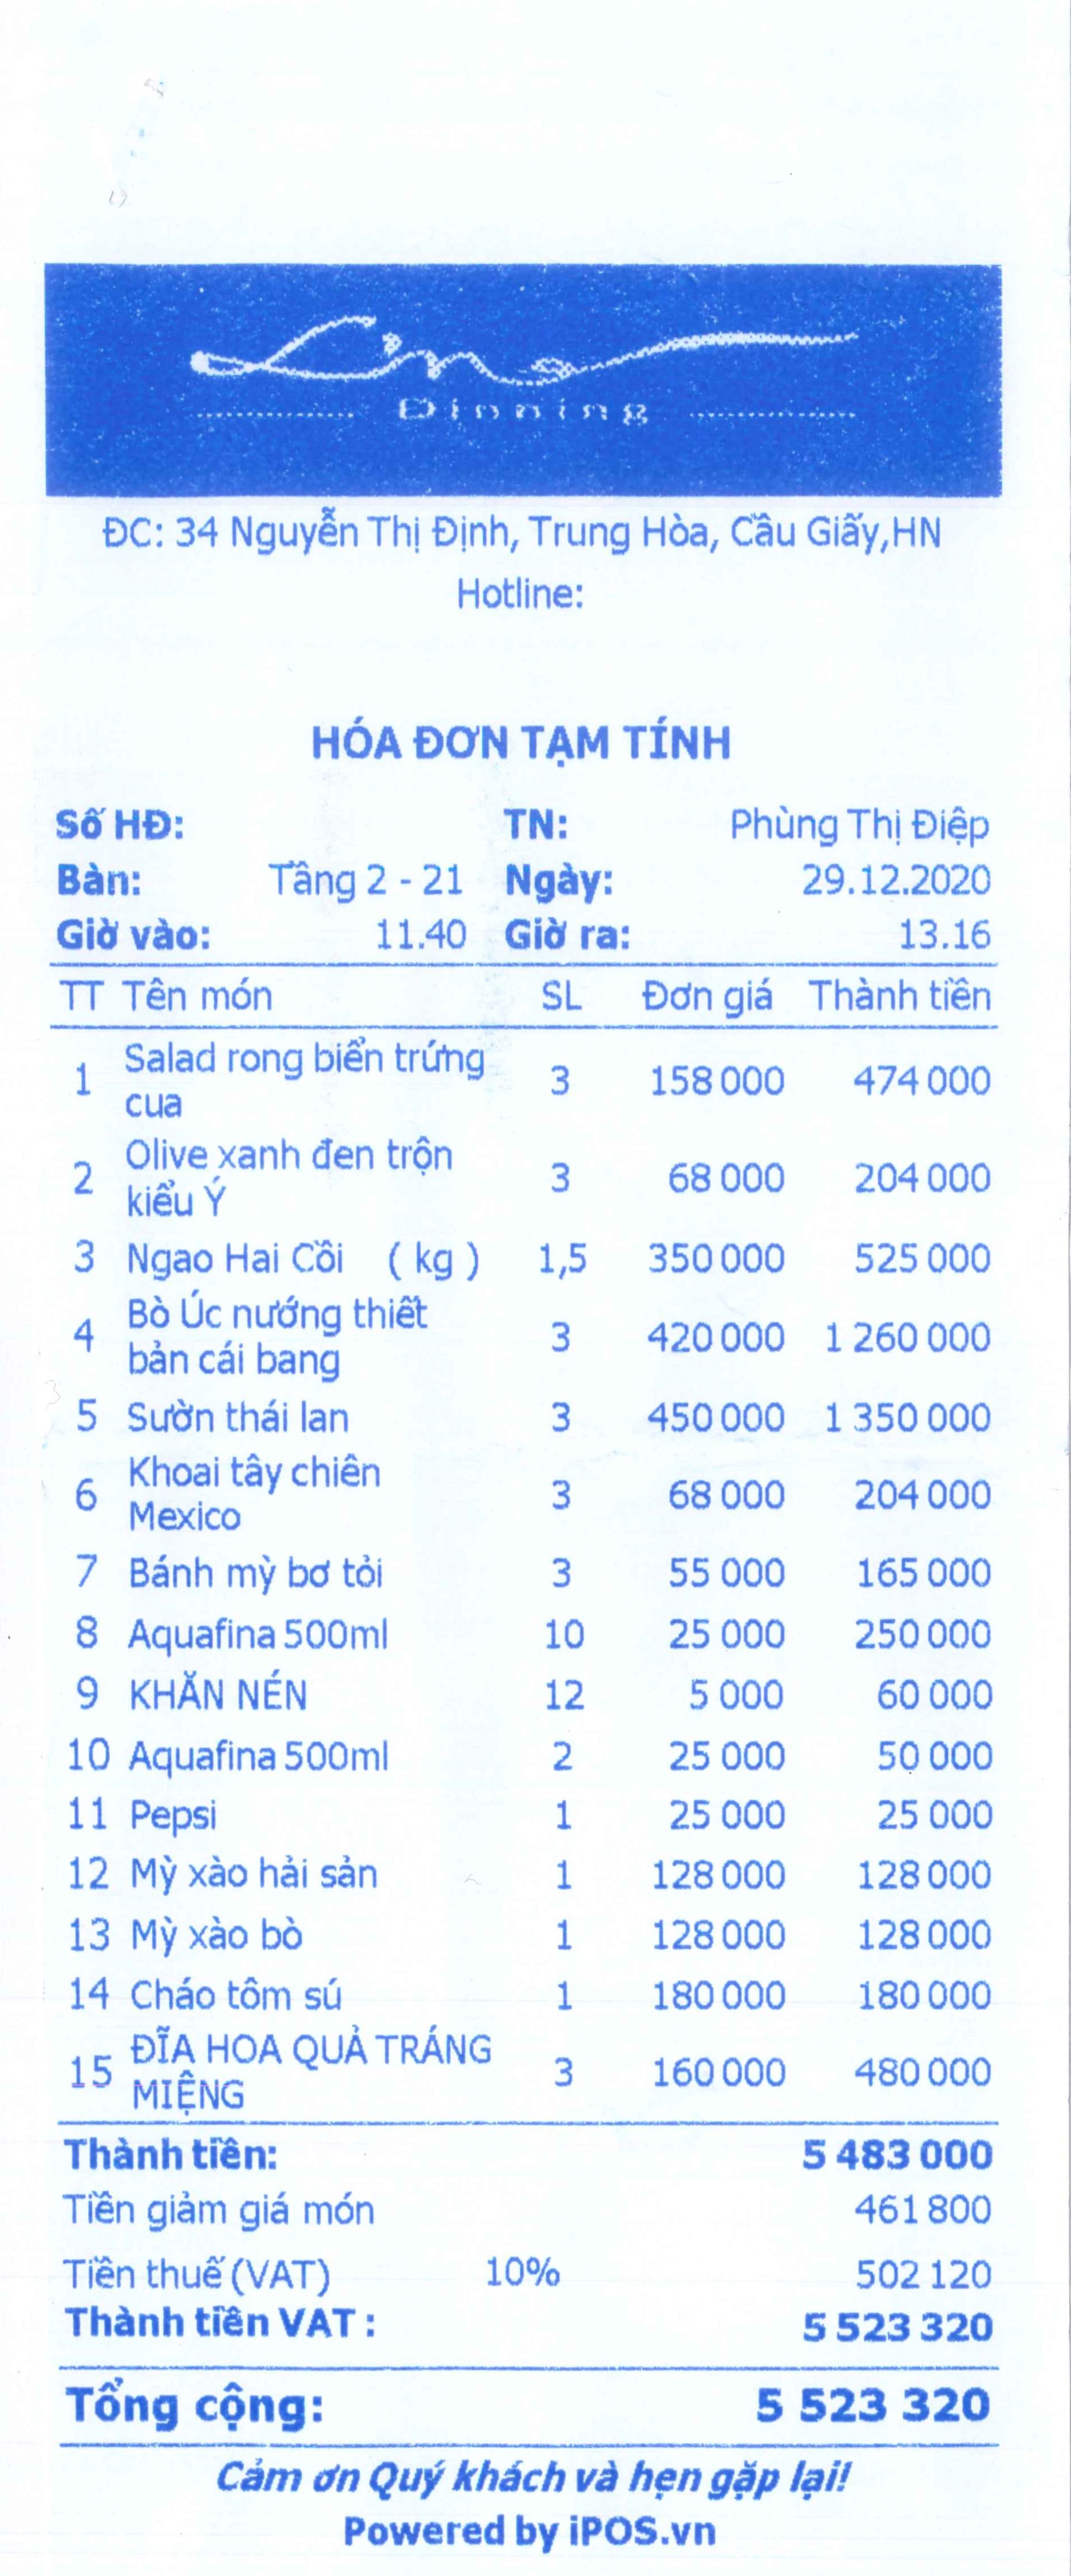 Lim
Dinning
ĐC: 34 Nguyễn Thị Định, Trung Hòa, Cầu Giấy,HN
Hotline:
HÓA ĐƠN TẠM TÍNH
Số HĐ: TN: Phùng Thị Điệp
Bàn: Tầng 2 - 21 Ngày: 29.12.2020
Giờ vào: 11.40 Giờ ra: 13.16
TT Tên món SL Đơn giá Thành tiền
1 Salad rong biển trứng 3 158 000 474 000
cua
2 Olive xanh đen trộn 3 68 000 204 000
kiểu Ý
3 Ngao Hai Cồi ( kg ) 1,5 350 000 525 000
4 Bò Úc nướng thiết 3 420 000 1 260 000
bản cái bang
5 Sườn thái lan 3 450 000 1 350 000
6 Khoai tây chiên 3 68 000 204 000
Mexico
7 Bánh mỳ bơ tỏi 3 55 000 165 000
8 Aquafina 500ml 10 25 000 250 000
9 KHĂN NÉN 12 5 000 60 000
10 Aquafina 500ml 2 25 000 50 000
11 Pepsi 1 25 000 25 000
12 Mỳ xào hải sản 1 128 000 128 000
13 Mỳ xào bò 1 128 000 128 000
14 Cháo tôm sú 1 180 000 180 000
15 ĐĨA HOA QUẢ TRÁNG 3 160 000 480 000
MIỆNG
Thành tiền: 5 483 000
Tiền giảm giá món 461 800
Tiền thuế (VAT) 10% 502 120
Thành tiền VAT : 5 523 320
Tổng cộng: 5 523 320
Cảm ơn Quý khách và hẹn gặp lại!
Powered by iPOS.vn